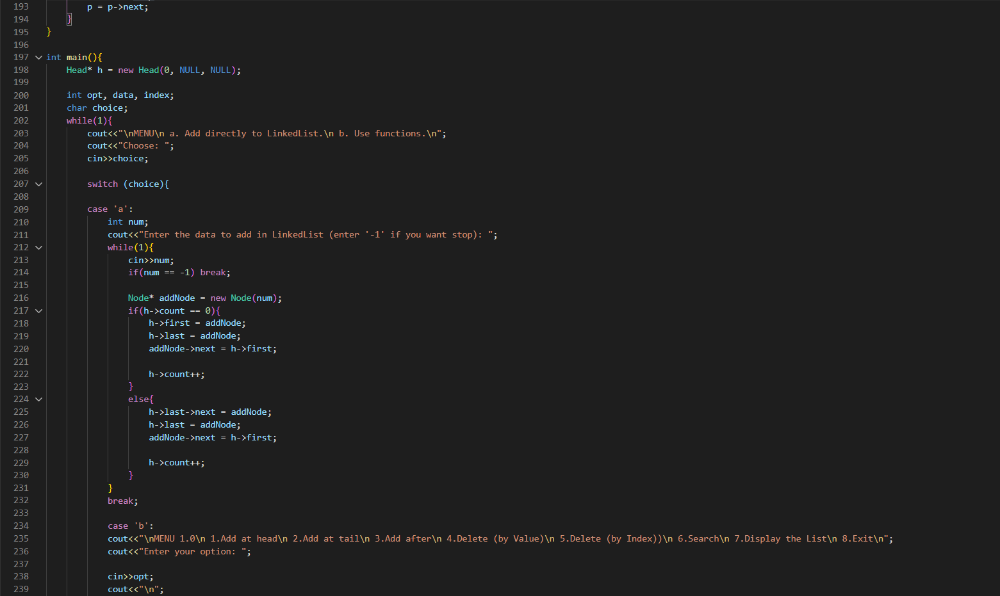 193 p = p->next;
194 }
195 }
196
197 int main(){
198 Head* h = new Head(0, NULL, NULL);
199
200 int opt, data, index;
201 char choice;
202 while(1){
203 cout<<"\nMENU\n a. Add directly to LinkedList.\n b. Use functions.\n";
204 cout<<"Choose: ";
205 cin>>choice;
206
207 switch (choice){
208
209 case 'a':
210 int num;
211 cout<<"Enter the data to add in LinkedList (enter '-1' if you want stop): ";
212 while(1){
213 cin>>num;
214 if(num == -1) break;
215
216 Node* addNode = new Node(num);
217 if(h->count == 0){
218 h->first = addNode;
219 h->last = addNode;
220 addNode->next = h->first;
221
222 h->count++;
223 }
224 else{
225 h->last->next = addNode;
226 h->last = addNode;
227 addNode->next = h->first;
228
229 h->count++;
230 }
231 }
232 break;
233
234 case 'b':
235 cout<<"\nMENU 1.0\n 1.Add at head\n 2.Add at tail\n 3.Add after\n 4.Delete (by Value)\n 5.Delete (by Index))\n 6.Search\n 7.Display the List\n 8.Exit\n";
236 cout<<"Enter your option: ";
237
238 cin>>opt;
239 cout<<"\n";